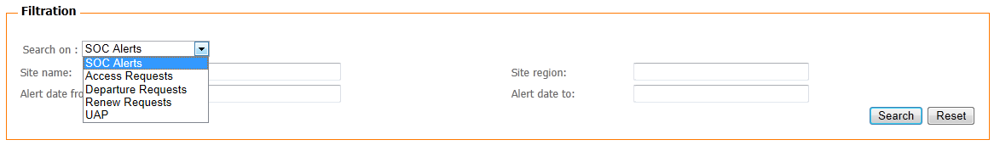 Filtration
Search on : SOC Alerts
SOC Alerts
Access Requests
Departure Requests
Renew Requests
UAP
Site name: Site region:
Alert date fro Alert date to:
Search Reset